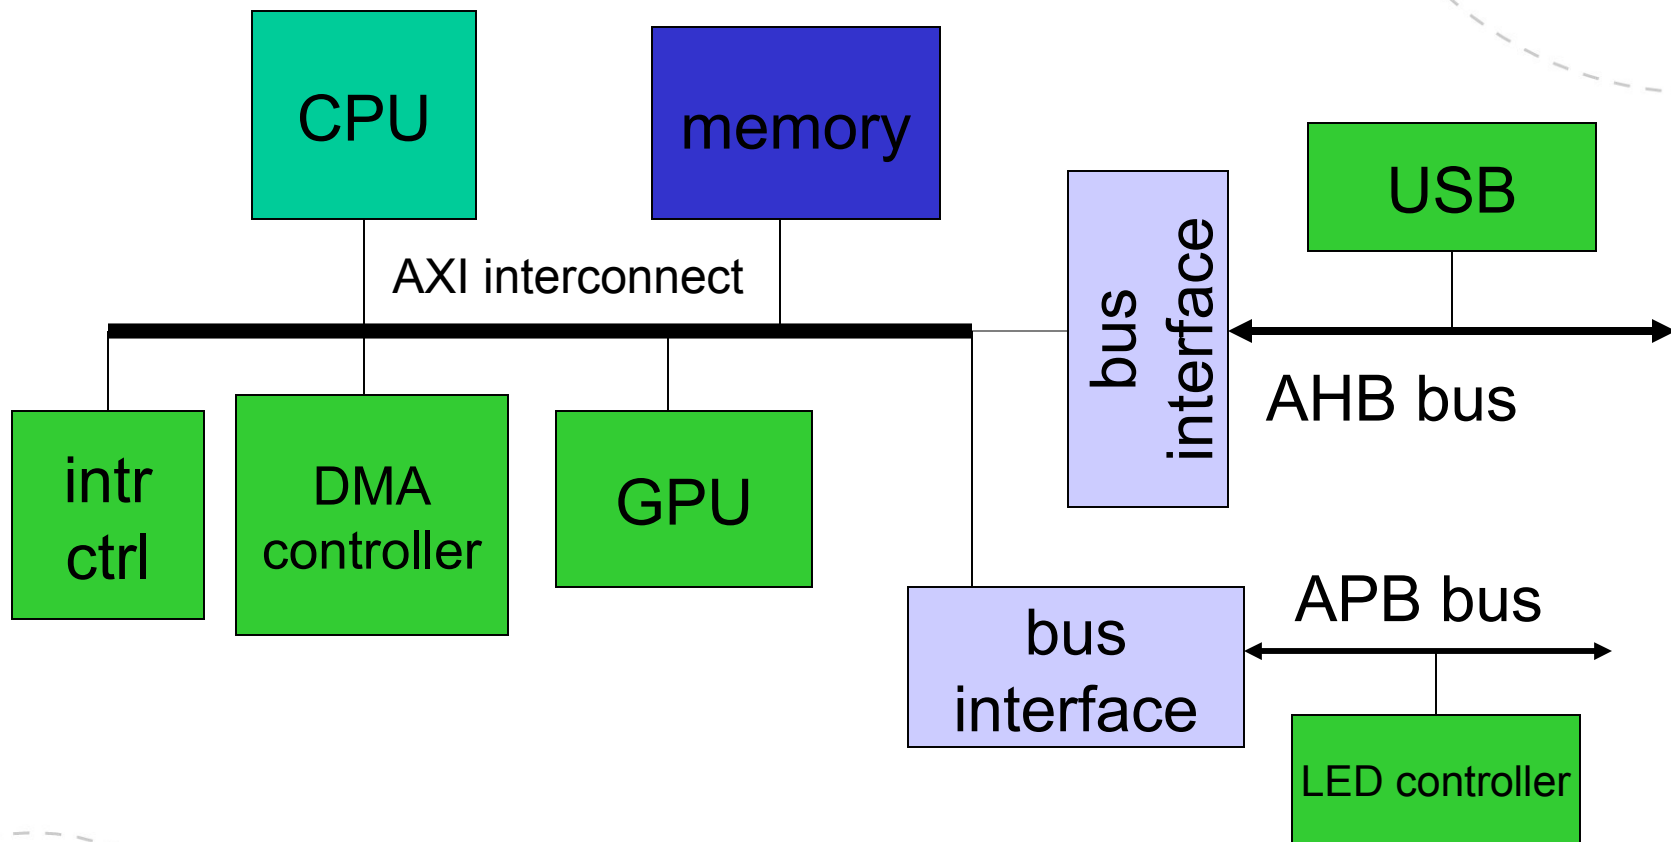 CPU
memory
USB
AXI interconnect
bus
interface
AHB bus
intr
ctrl
DMA
controller
GPU
APB bus
bus
interface
LED controller